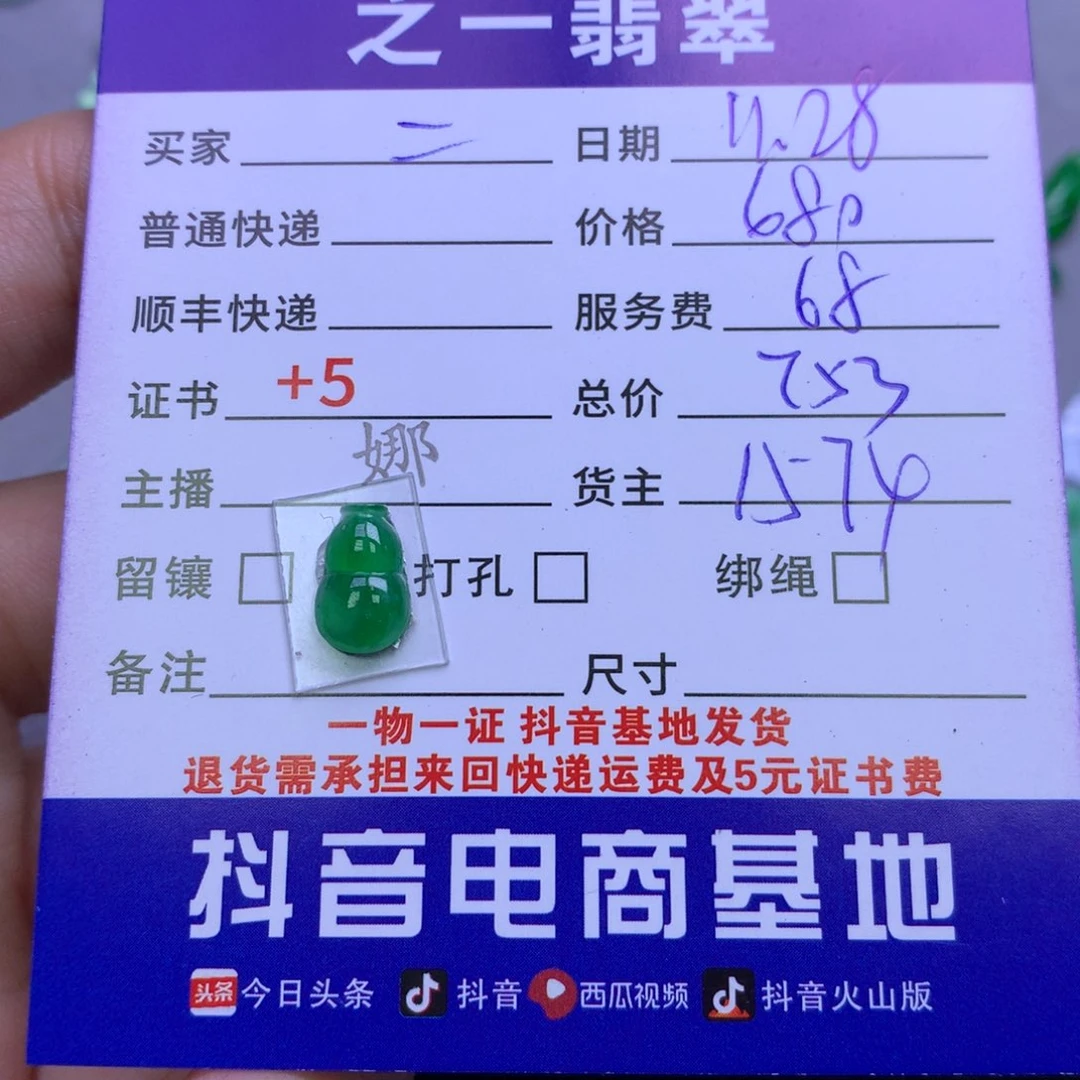 之一翡翠
买家 二 日期 11.28
普通快递 价格 680
顺丰快递 服务费 68
证书 +5 总价 753
主播 娜 货主 15-74
留镶 打孔 绑绳
备注 尺寸
一物一证 抖音基地发货
退货需承担来回快递运费及5元证书费
抖音电商基地
头条 今日头条 抖音 西瓜视频 抖音火山版